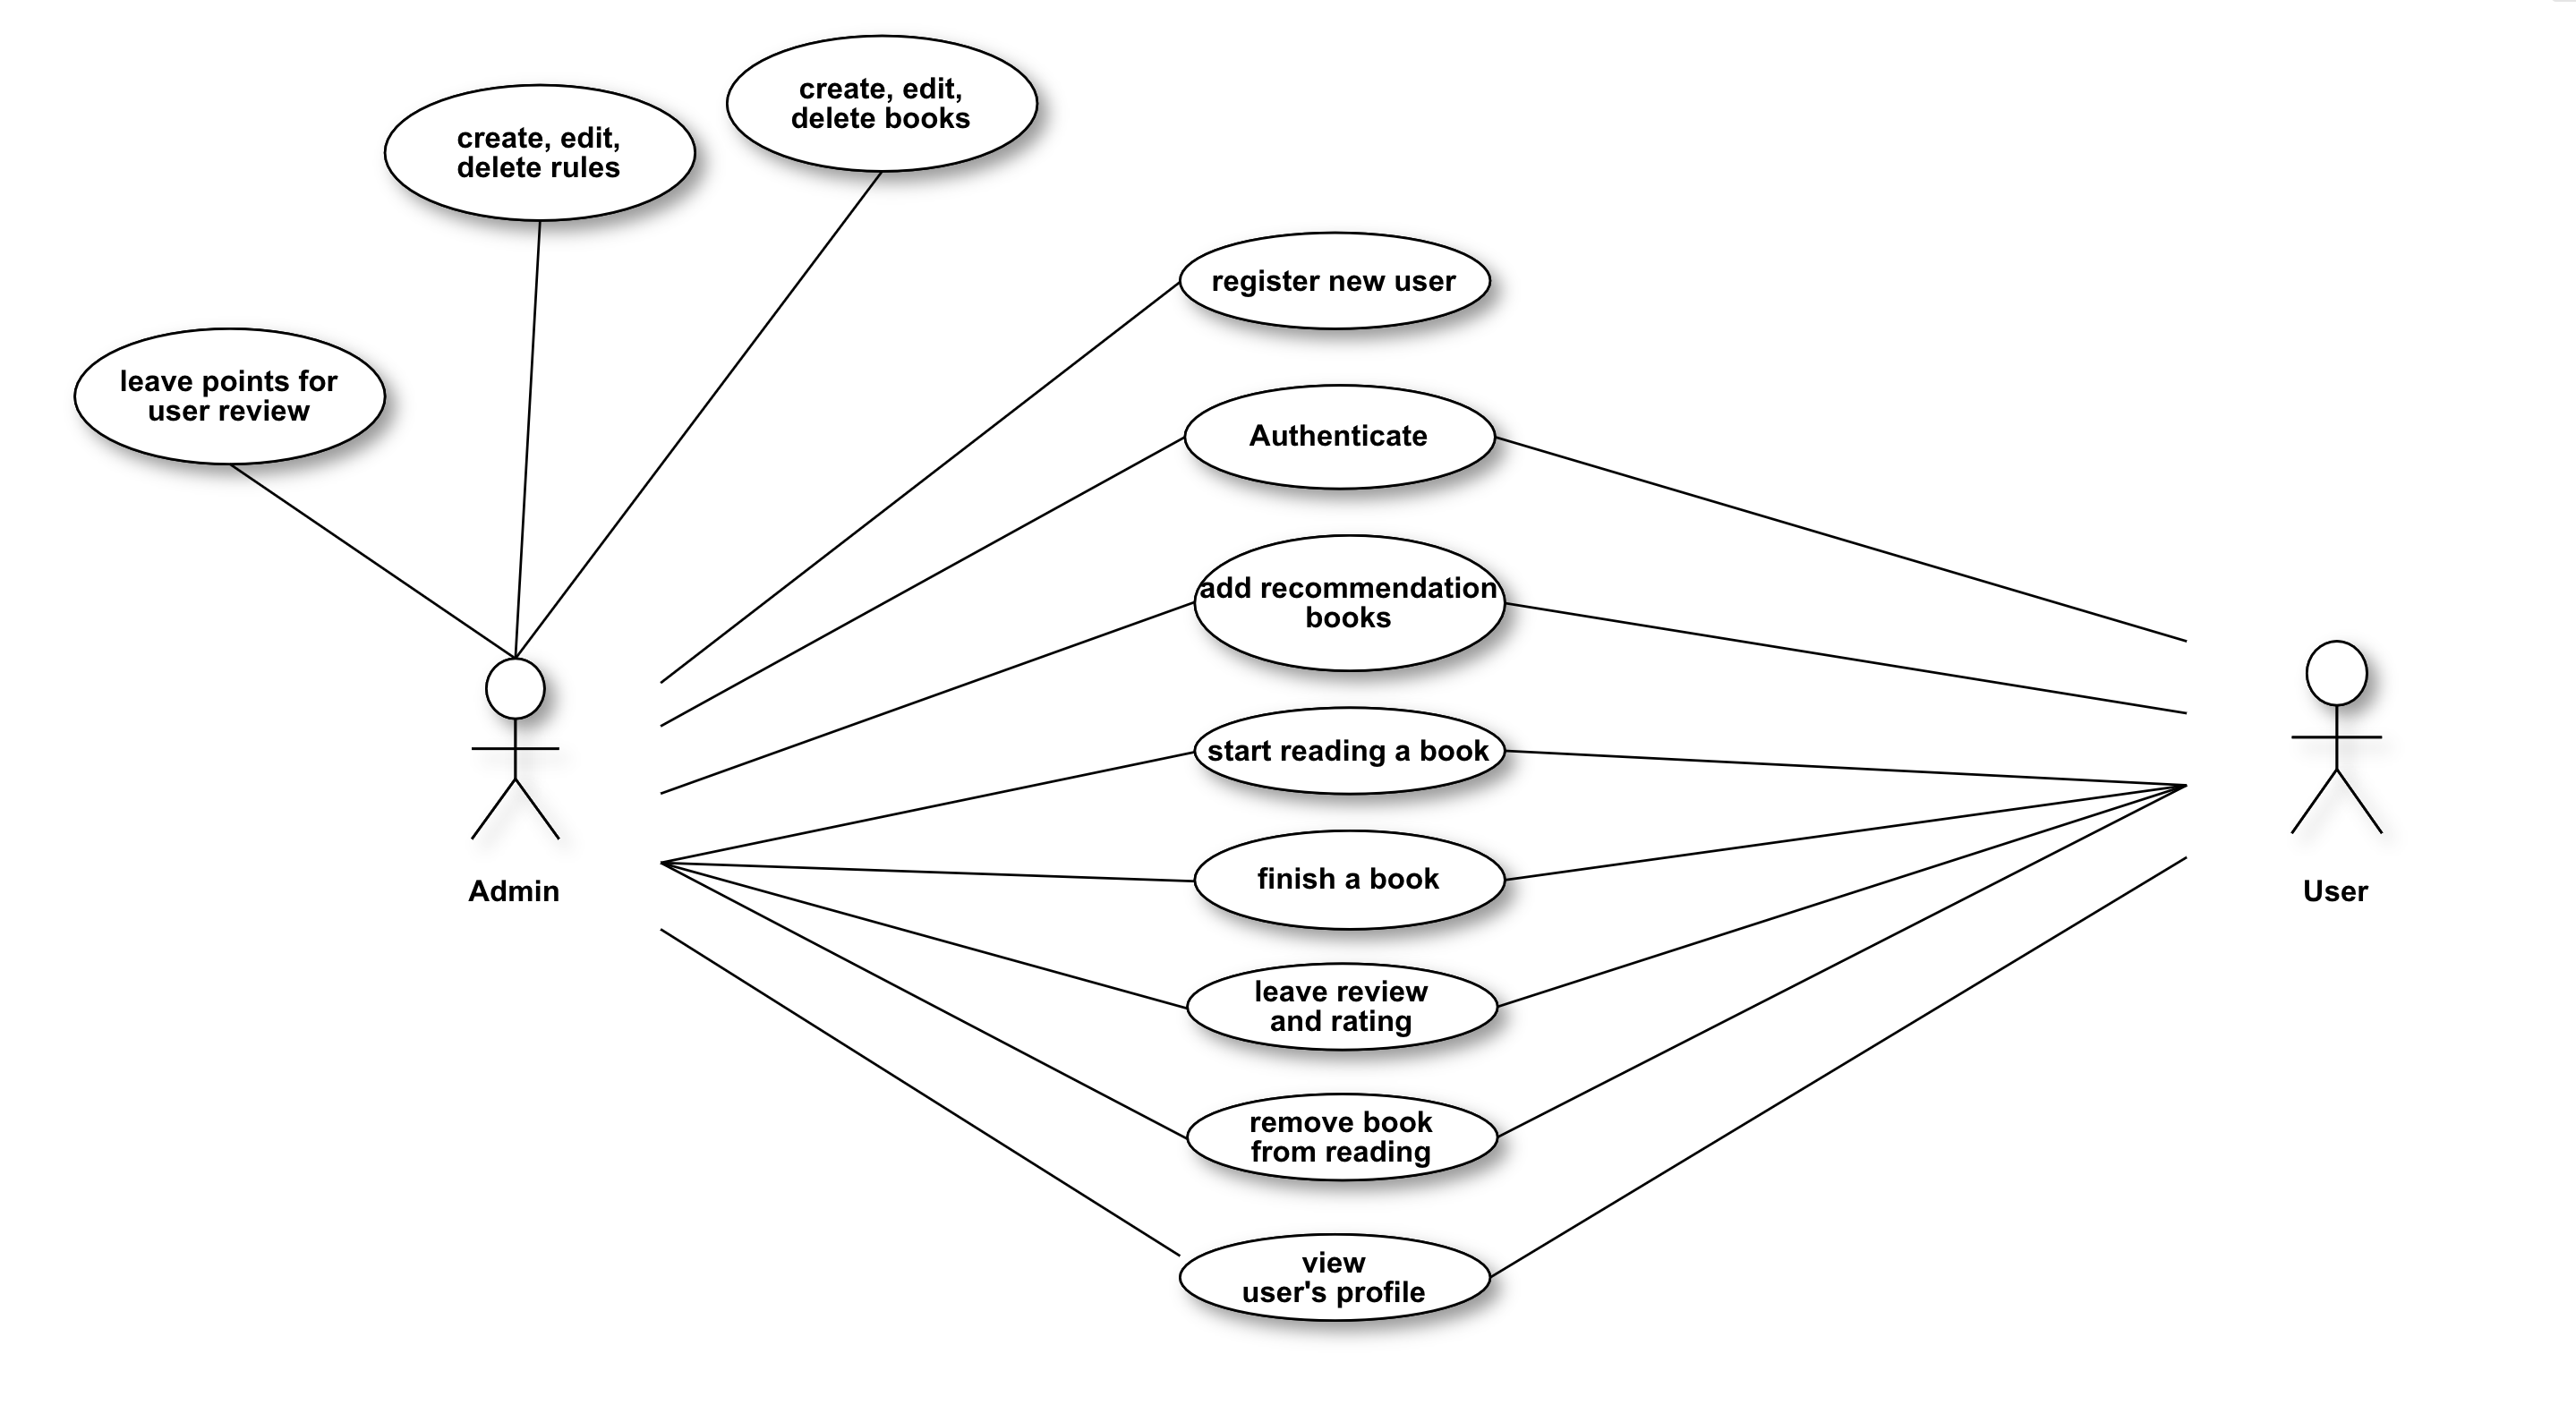 create, edit,
delete books
create, edit,
delete rules
register new user
leave points for
user review
Authenticate
add recommendation
books
start reading a book
finish a book
Admin
User
leave review
and rating
remove book
from reading
view
user's profile